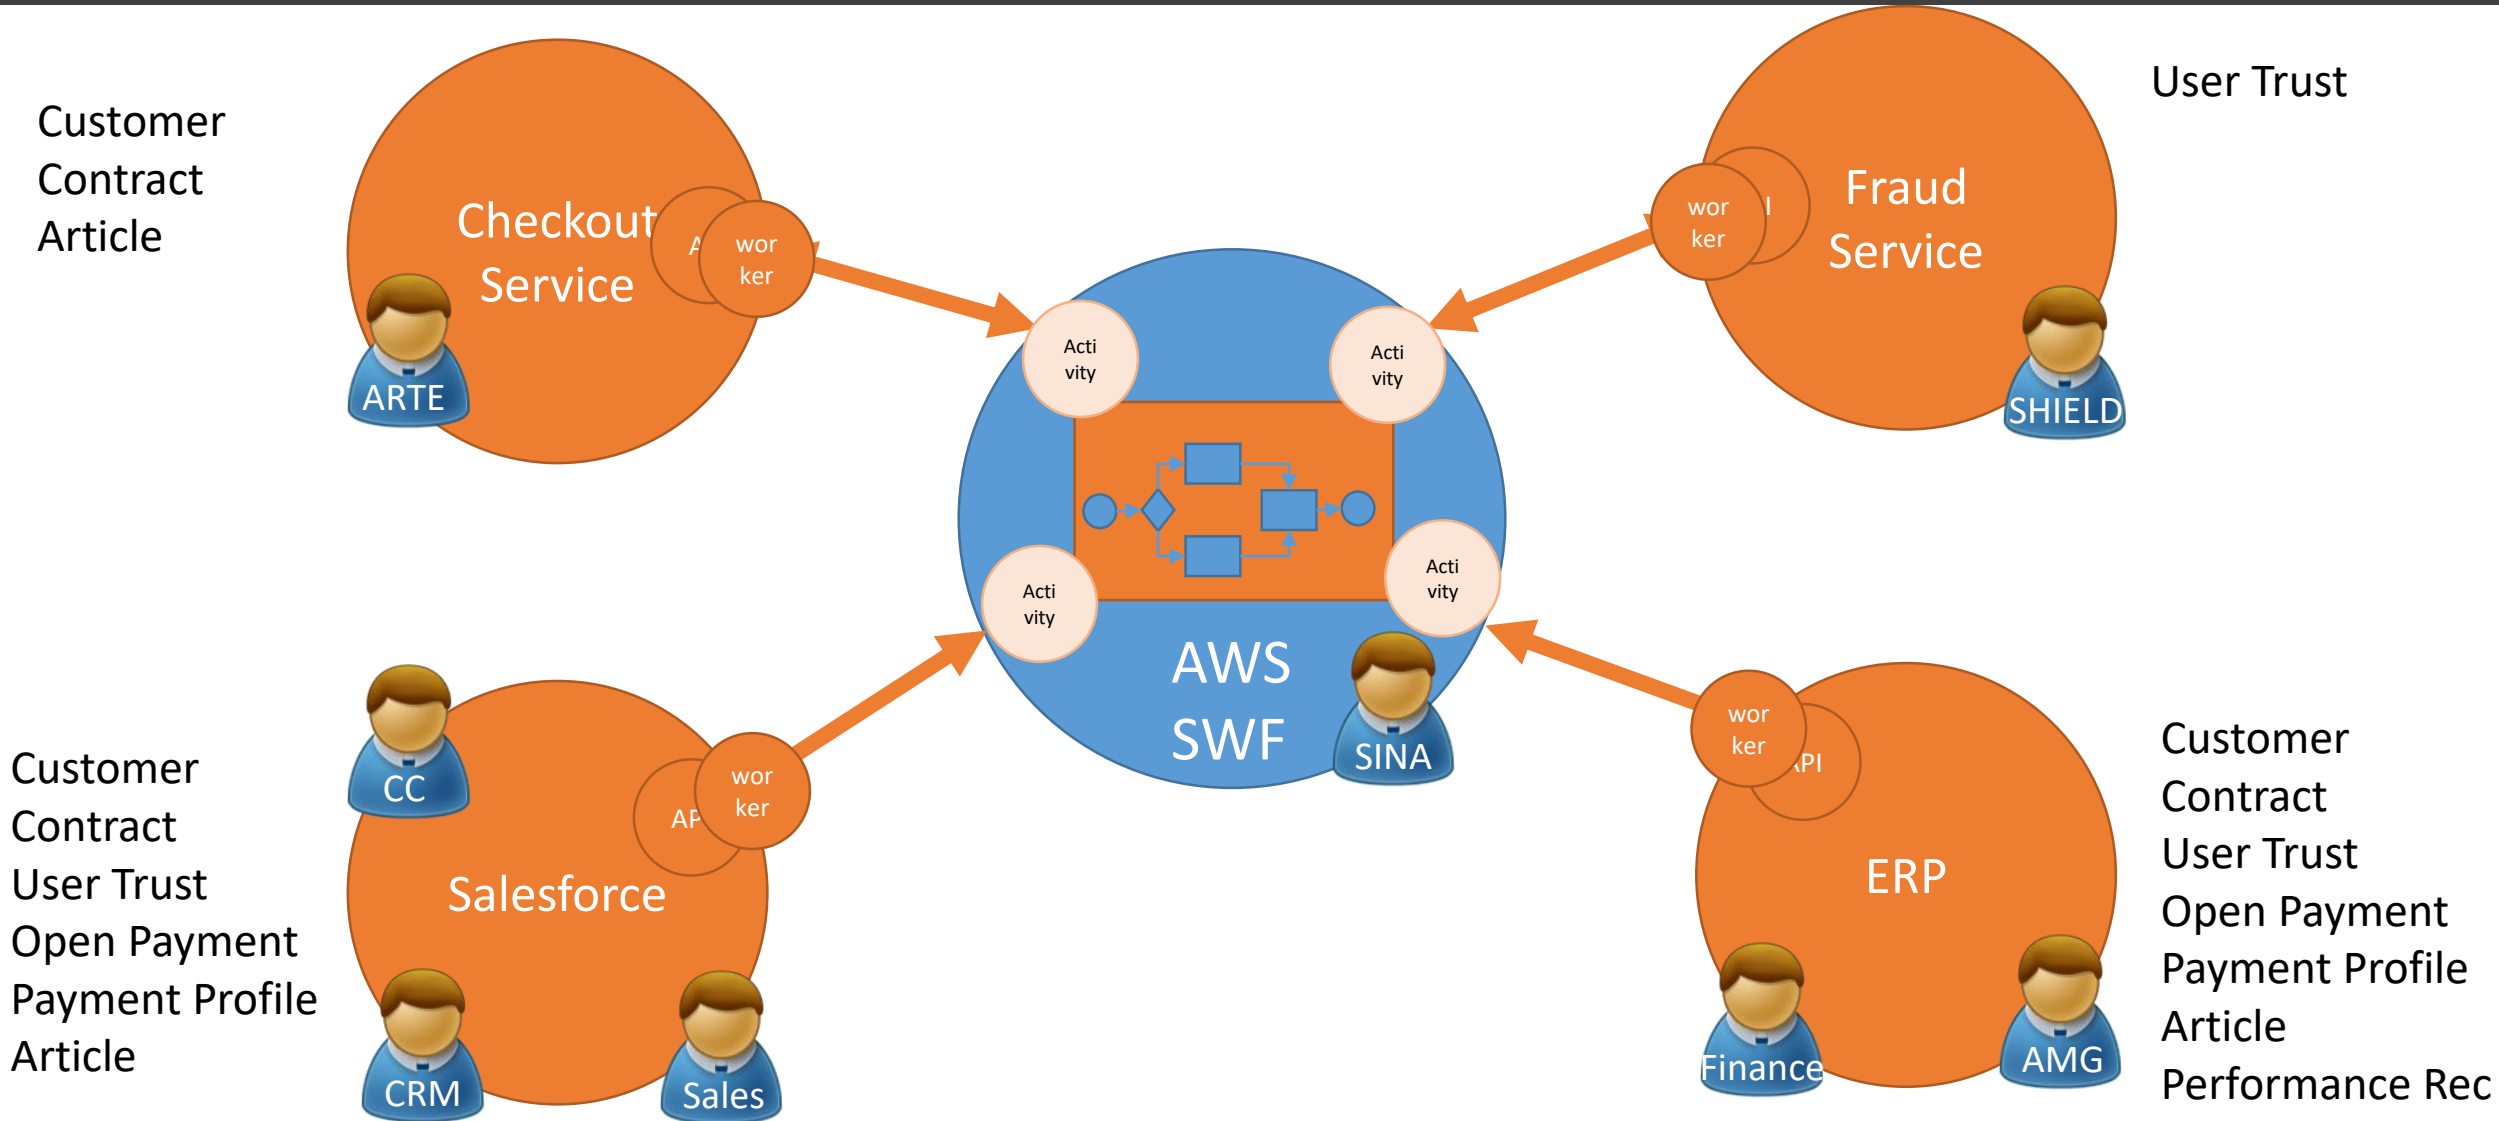 Customer
Contract
Article
Checkout
Service
wor
ker
ARTE
User Trust
Fraud
Service
wor
ker
SHIELD
Acti
vity
Acti
vity
Acti
vity
Acti
vity
AWS
SWF
SINA
Customer
Contract
User Trust
Open Payment
Payment Profile
Article
CC
Salesforce
wor
ker
CRM
Sales
wor
ker
API
ERP
Finance
AMG
Customer
Contract
User Trust
Open Payment
Payment Profile
Article
Performance Rec